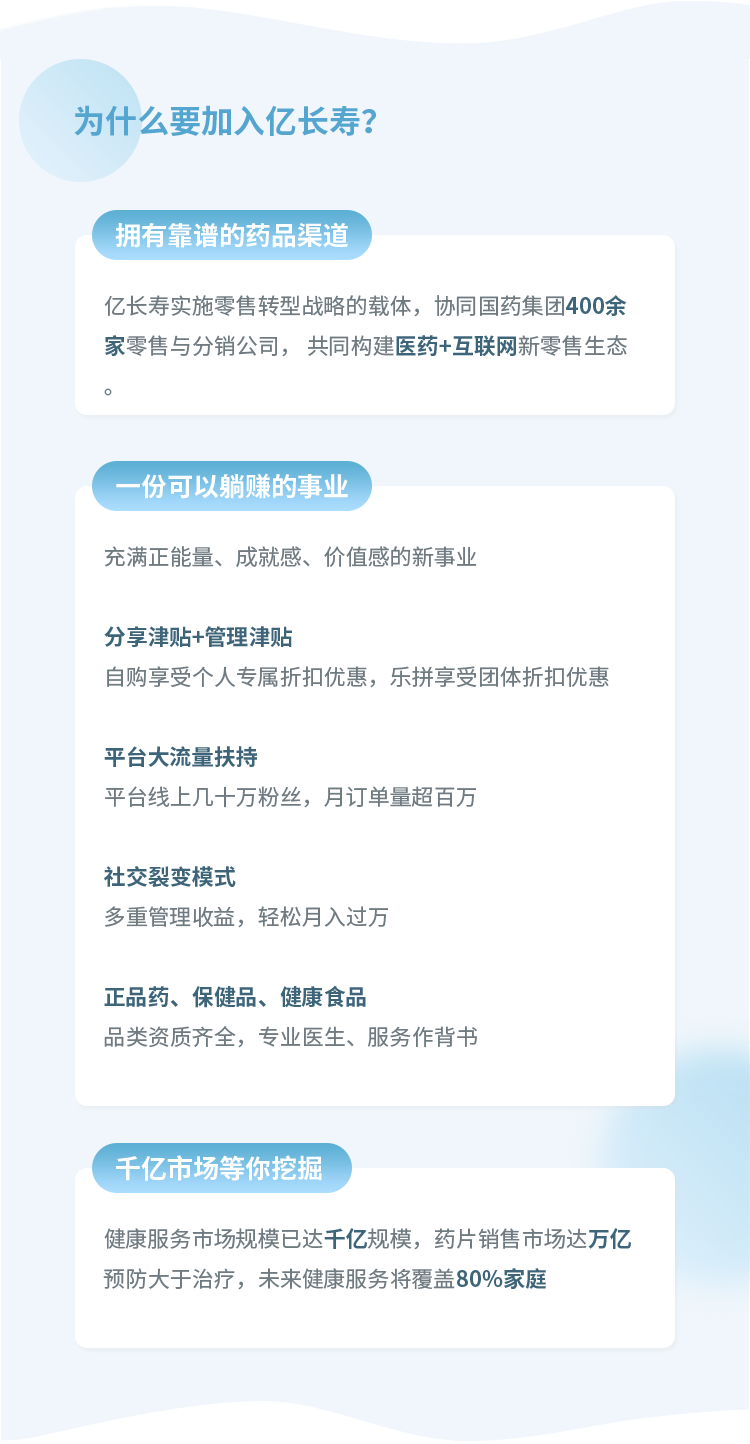 为什么要加入亿长寿？
拥有靠谱的药品渠道
亿长寿实施零售转型战略的载体，协同国药集团400余
家零售与分销公司， 共同构建医药+互联网新零售生态
。
一份可以躺赚的事业
充满正能量、成就感、价值感的新事业
分享津贴+管理津贴
自购享受个人专属折扣优惠，乐拼享受团体折扣优惠
平台大流量扶持
平台线上几十万粉丝，月订单量超百万
社交裂变模式
多重管理收益，轻松月入过万
正品药、保健品、健康食品
品类资质齐全，专业医生、服务作背书
千亿市场等你挖掘
健康服务市场规模已达千亿规模，药片销售市场达万亿
预防大于治疗，未来健康服务将覆盖80%家庭